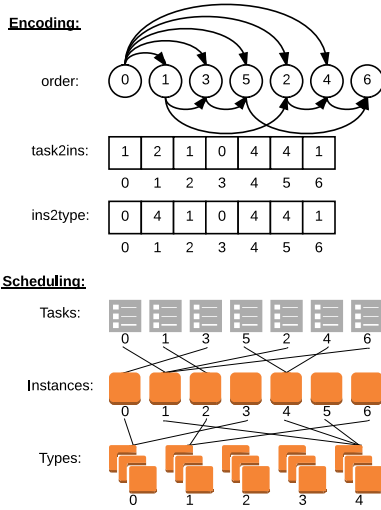 Encoding:
order: 0 1 3 5 2 4 6
task2ins: 1 2 1 0 4 4 1
0 1 2 3 4 5 6
ins2type: 0 4 1 0 4 4 1
0 1 2 3 4 5 6
Scheduling:
Tasks:
0 1 3 5 2 4 6
Instances:
0 1 2 3 4 5 6
Types:
0 1 2 3 4